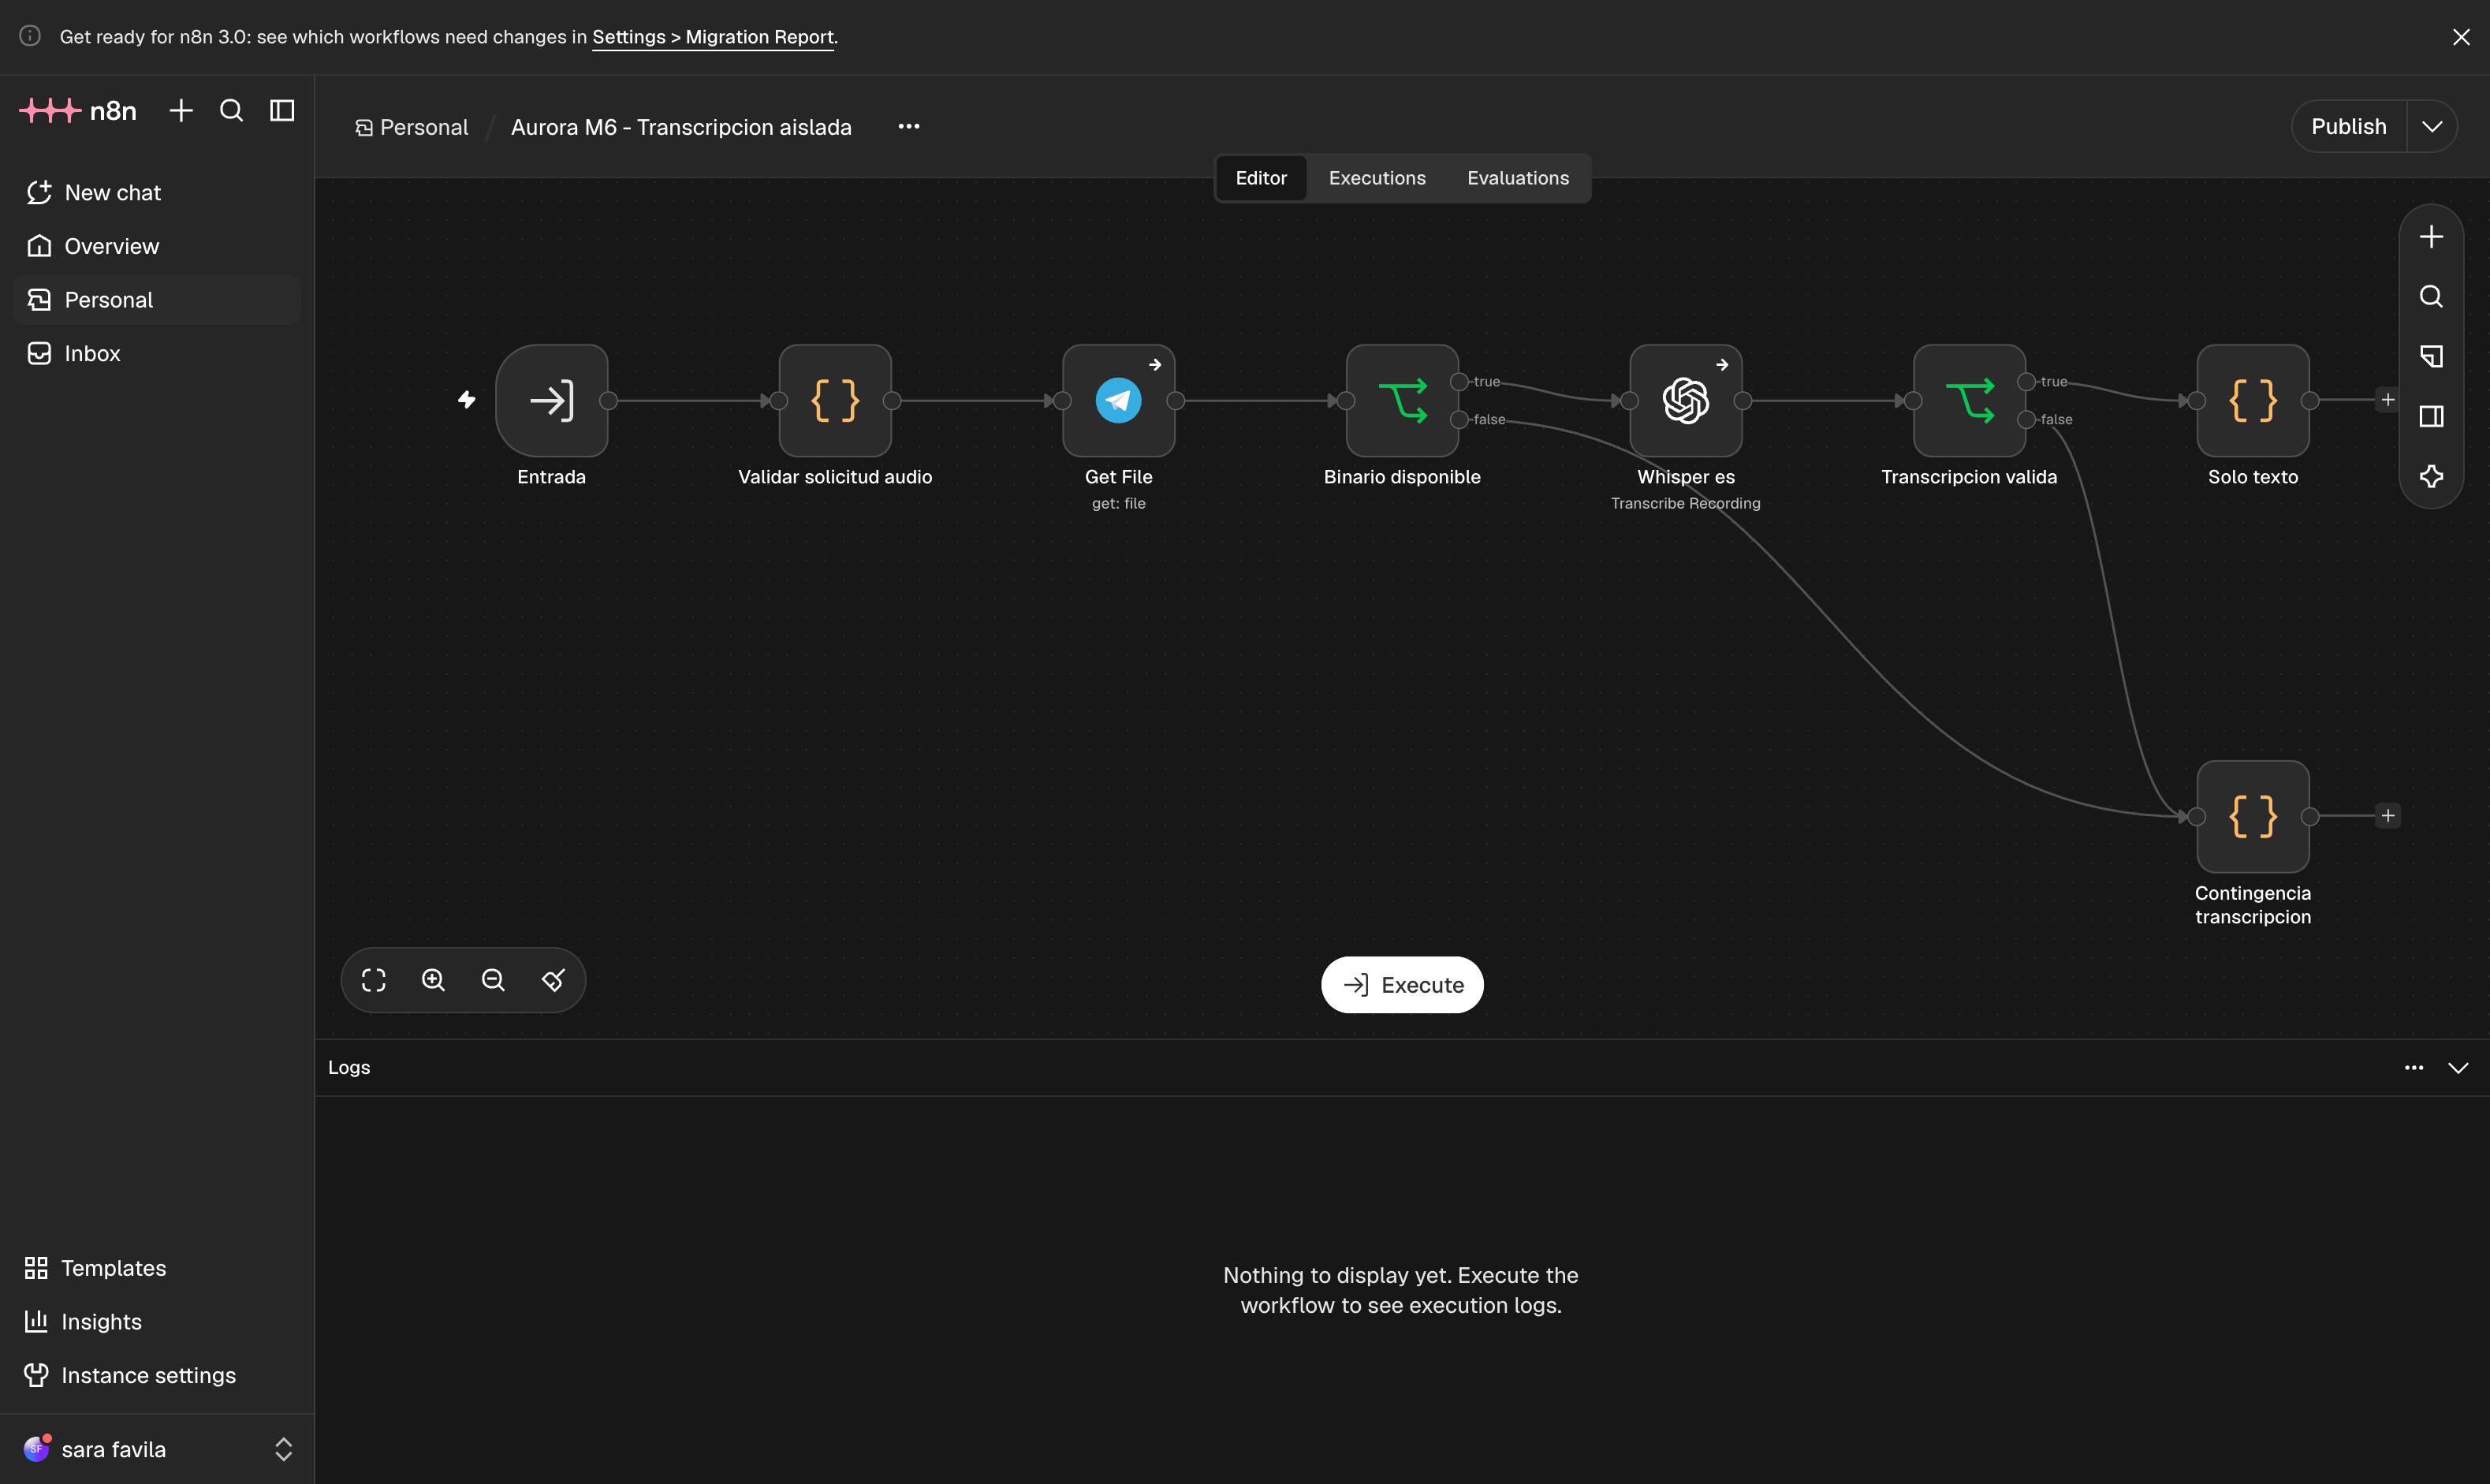 Get ready for n8n 3.0: see which workflows need changes in Settings > Migration Report.
n8n
New chat
Overview
Personal
Inbox
Personal / Aurora M6 - Transcripcion aislada
Publish
Editor
Executions
Evaluations
true
false
true
false
Entrada
Validar solicitud audio
Get File
get: file
Binario disponible
Whisper es
Transcribe Recording
Transcripcion valida
Solo texto
Contingencia
transcripcion
Execute
Logs
Nothing to display yet. Execute the
workflow to see execution logs.
Templates
Insights
Instance settings
SF
sara favila